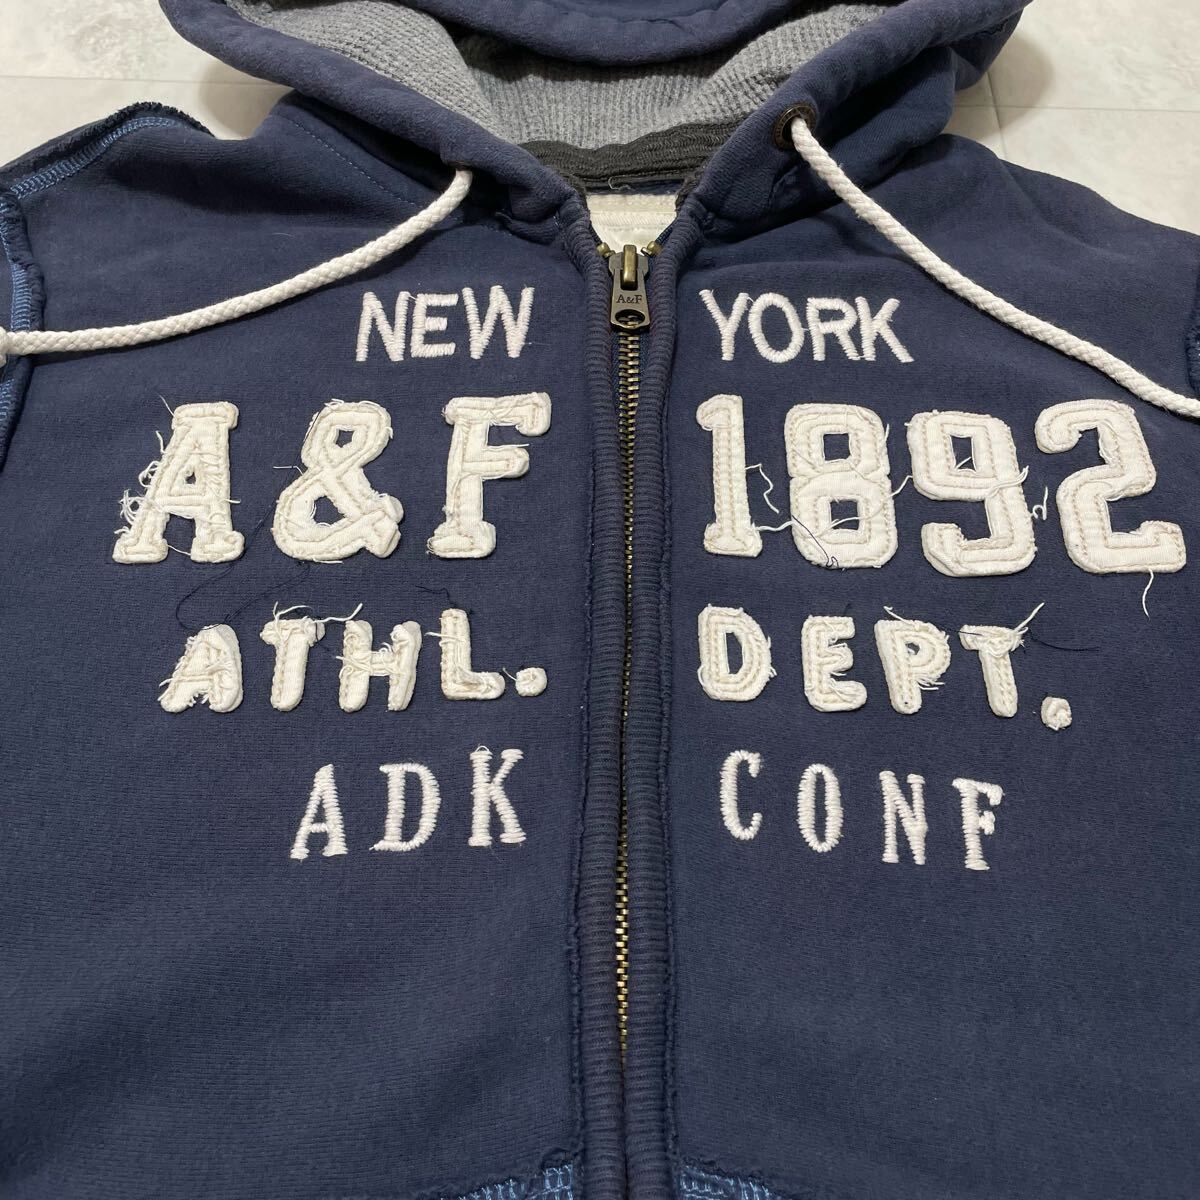 A&F
NEW YORK
A&F 1892
ATHL. DEPT.
ADK CONF